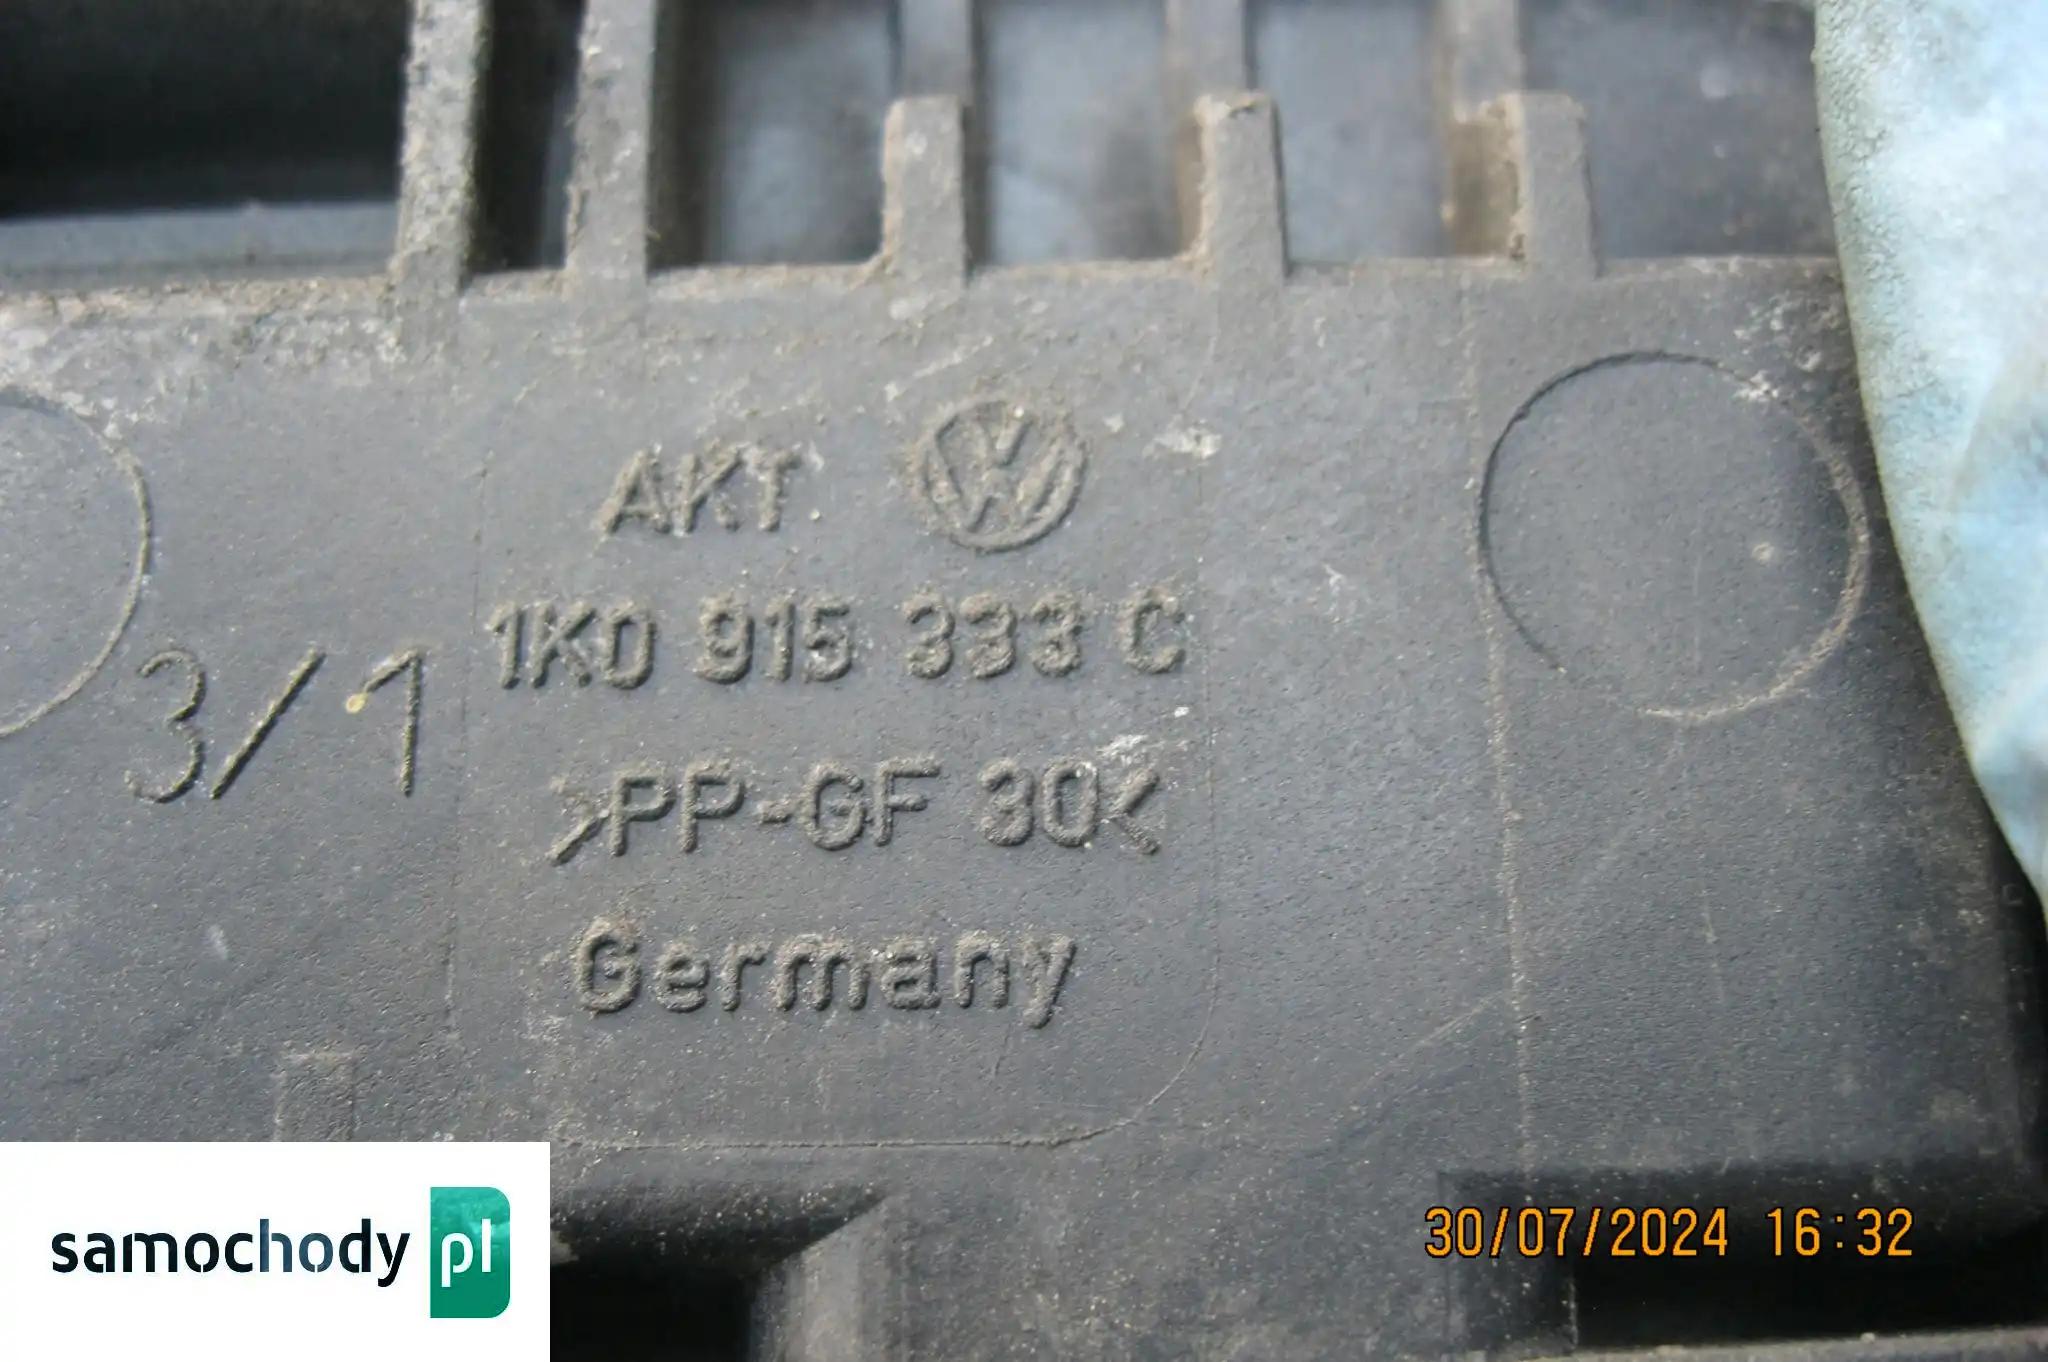 AKT
1K0 915 333 C
3/1
>PP-GF 30<
Germany
samochody pl
30/07/2024 16:32